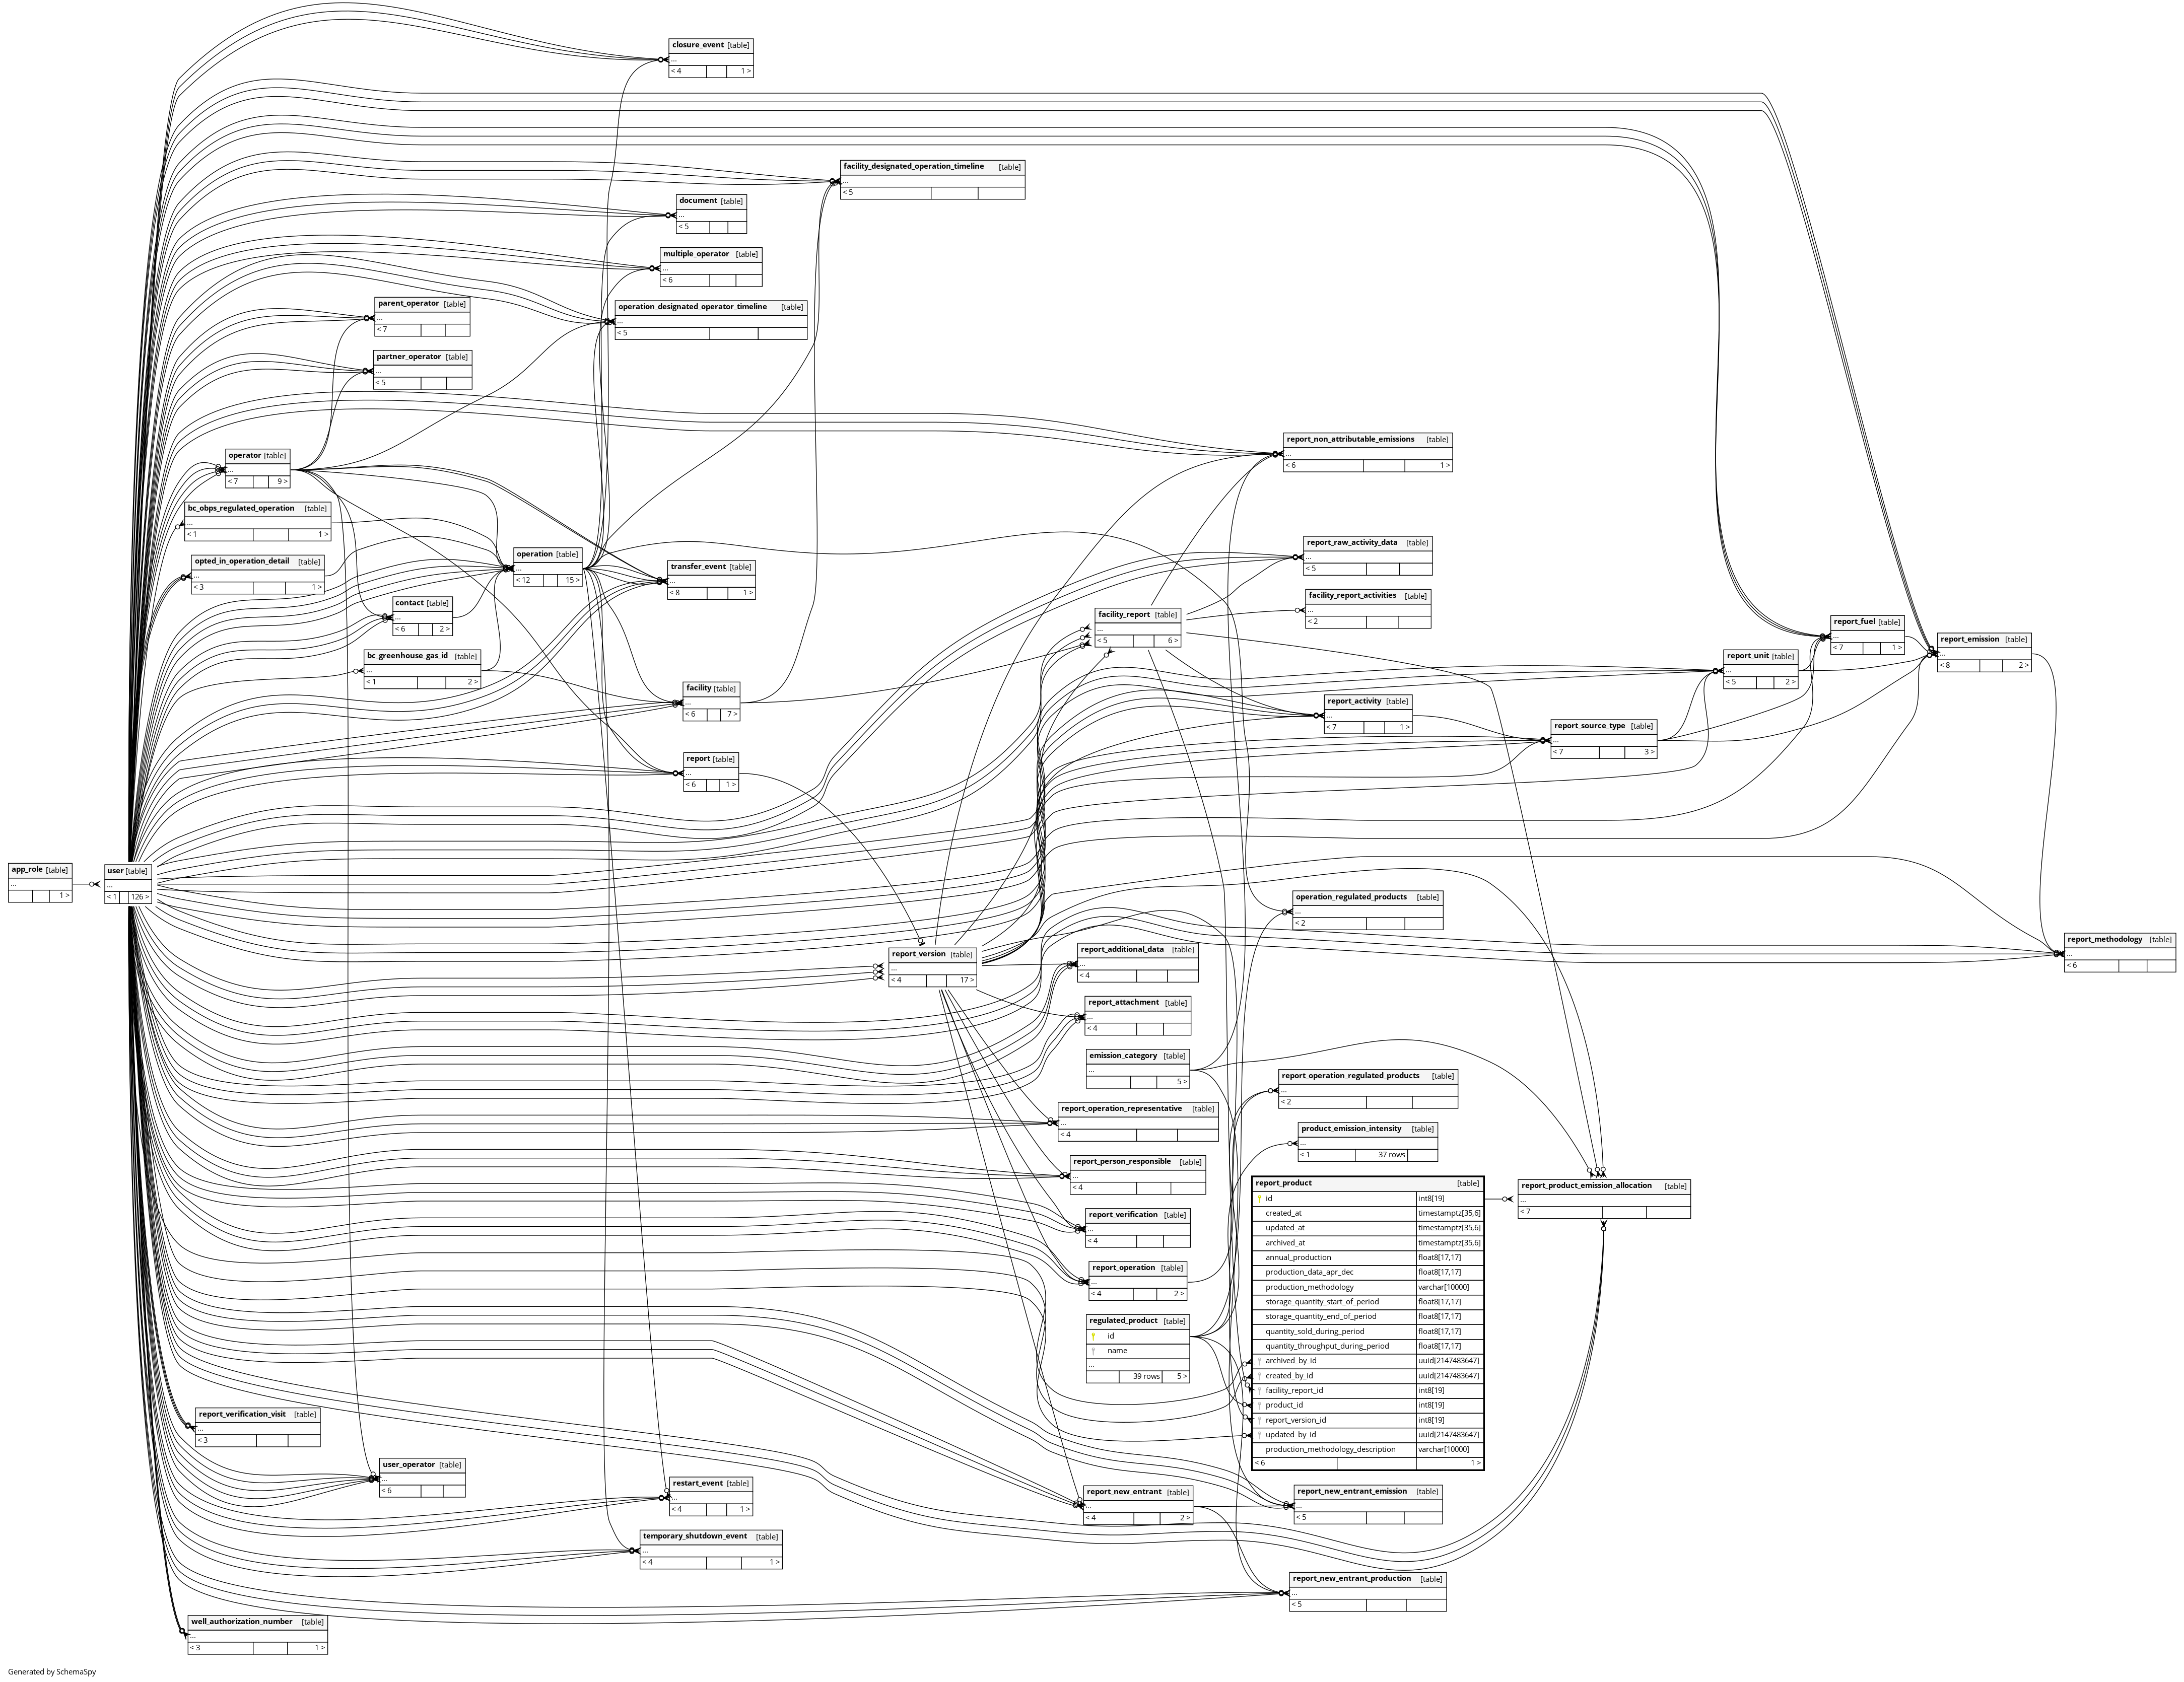 closure_event [table]
...
< 4 1 >
facility_designated_operation_timeline [table]
...
< 5
document [table]
...
< 5
multiple_operator [table]
...
< 6
parent_operator [table]
...
< 7
operation_designated_operator_timeline [table]
...
< 5
partner_operator [table]
...
< 5
report_non_attributable_emissions [table]
...
< 6 1 >
operator [table]
...
< 7 9 >
bc_obps_regulated_operation [table]
...
< 1 1 >
report_raw_activity_data [table]
...
< 5
operation [table]
...
< 12 15 >
opted_in_operation_detail [table]
...
< 3 1 >
transfer_event [table]
...
< 8 1 >
facility_report_activities [table]
...
< 2
contact [table]
...
< 6 2 >
facility_report [table]
...
< 5 6 >
report_fuel [table]
...
< 7 1 >
report_emission [table]
...
< 8 2 >
bc_greenhouse_gas_id [table]
...
< 1 2 >
report_unit [table]
...
< 5 2 >
facility [table]
...
< 6 7 >
report_activity [table]
...
< 7 1 >
report_source_type [table]
...
< 7 3 >
report [table]
...
< 6 1 >
app_role [table]
...
1 >
user [table]
...
< 1 126 >
operation_regulated_products [table]
...
< 2
report_methodology [table]
...
< 6
report_version [table]
...
< 4 17 >
report_additional_data [table]
...
< 4
report_attachment [table]
...
< 4
emission_category [table]
...
5 >
report_operation_regulated_products [table]
...
< 2
report_operation_representative [table]
...
< 4
product_emission_intensity [table]
...
< 1 37 rows
report_person_responsible [table]
...
< 4
report_product [table]
id int8[19]
created_at timestamptz[35,6]
updated_at timestamptz[35,6]
archived_at timestamptz[35,6]
annual_production float8[17,17]
production_data_apr_dec float8[17,17]
production_methodology varchar[10000]
storage_quantity_start_of_period float8[17,17]
storage_quantity_end_of_period float8[17,17]
quantity_sold_during_period float8[17,17]
quantity_throughput_during_period float8[17,17]
archived_by_id uuid[2147483647]
created_by_id uuid[2147483647]
facility_report_id int8[19]
product_id int8[19]
report_version_id int8[19]
updated_by_id uuid[2147483647]
production_methodology_description varchar[10000]
< 6 1 >
report_product_emission_allocation [table]
...
< 7
report_verification [table]
...
< 4
report_operation [table]
...
< 4 2 >
regulated_product [table]
id
name
...
39 rows 5 >
report_verification_visit [table]
...
< 3
user_operator [table]
...
< 6
restart_event [table]
...
< 4 1 >
report_new_entrant [table]
...
< 4 2 >
report_new_entrant_emission [table]
...
< 5
temporary_shutdown_event [table]
...
< 4 1 >
report_new_entrant_production [table]
...
< 5
well_authorization_number [table]
...
< 3 1 >
Generated by SchemaSpy